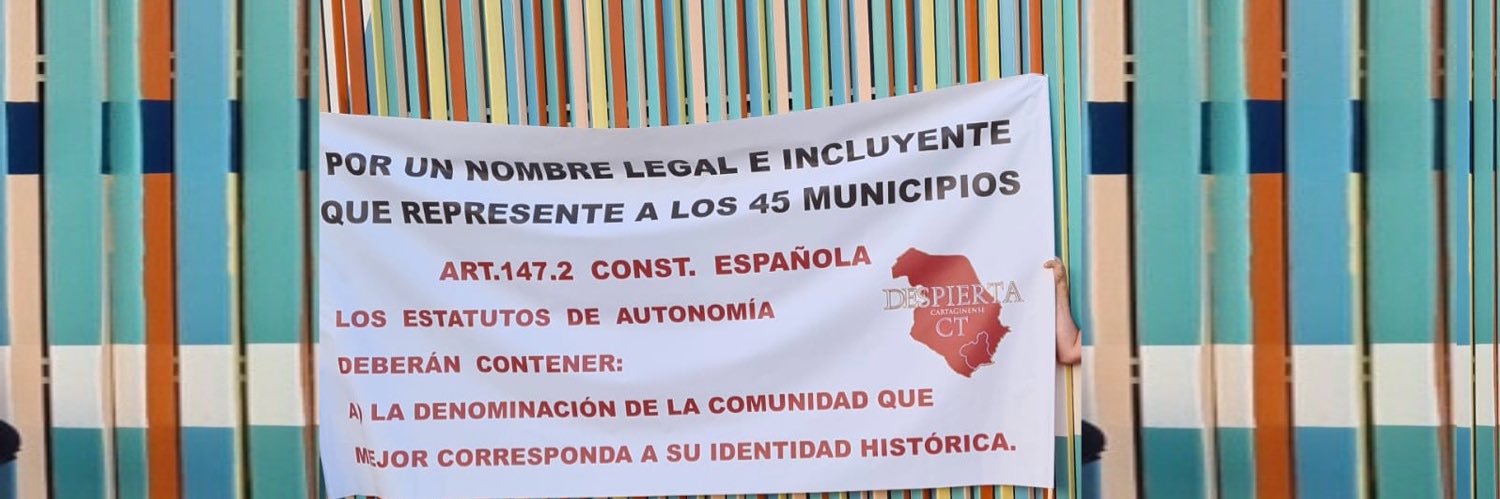 POR UN NOMBRE LEGAL E INCLUYENTE
QUE REPRESENTE A LOS 45 MUNICIPIOS
ART.147.2 CONST. ESPAÑOLA
LOS ESTATUTOS DE AUTONOMÍA
DEBERÁN CONTENER:
A) LA DENOMINACIÓN DE LA COMUNIDAD QUE
MEJOR CORRESPONDA A SU IDENTIDAD HISTÓRICA.
DESPIERTA
CARTAGINENSE
CT